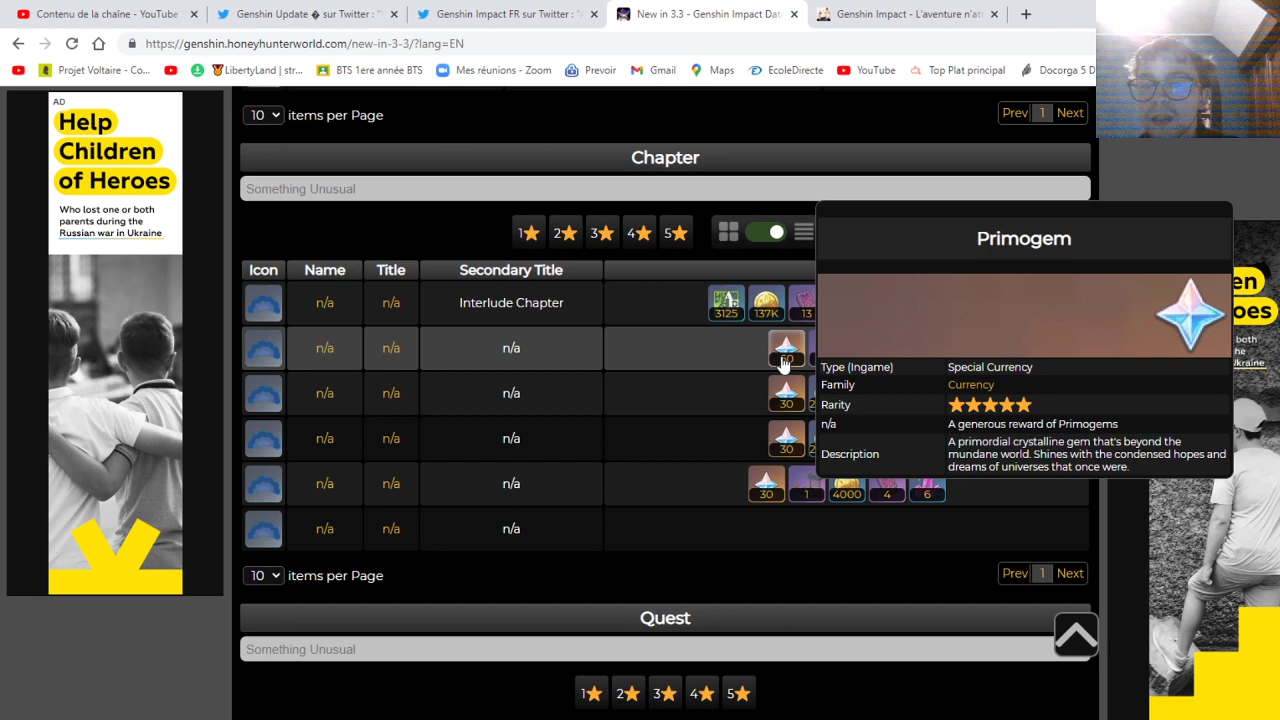 Contenu de la chaîne - YouTube
Genshin Update � sur Twitter : "
Genshin Impact FR sur Twitter : "
New in 3.3 - Genshin Impact Dat
Genshin Impact - L'aventure n'at
https://genshin.honeyhunterworld.com/new-in-3-3/?lang=EN
Projet Voltaire - Co...
LibertyLand | str...
BTS 1ere année BTS
Mes réunions - Zoom
Prevoir
Gmail
Maps
EcoleDirecte
YouTube
Top Plat principal
Docorga 5 D
AD
Help
Children
of Heroes
Who lost one or both
parents during the
Russian war in Ukraine
10 items per Page
Prev 1 Next
Chapter
Something Unusual
1 2 3 4 5
Icon Name Title Secondary Title
n/a n/a Interlude Chapter 3125 137K 13
n/a n/a n/a 60
n/a n/a n/a 30
n/a n/a n/a 30
n/a n/a n/a 30 1 4000 4 6
n/a n/a n/a
Primogem
Type (Ingame) Special Currency
Family Currency
Rarity
n/a A generous reward of Primogems
Description A primordial crystalline gem that's beyond the
mundane world. Shines with the condensed hopes and
dreams of universes that once were.
10 items per Page
Prev 1 Next
Quest
Something Unusual
1 2 3 4 5
en
oes
both
he
kraine